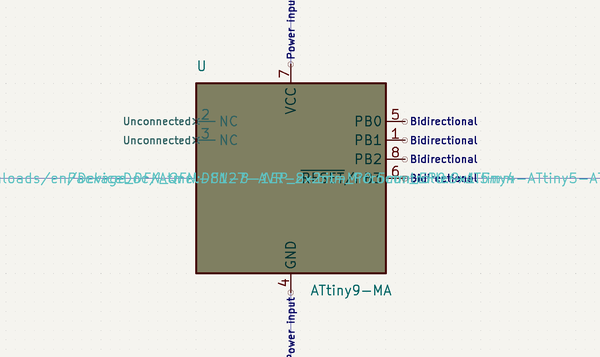 Power input
7
U
VCC
Unconnected 2 NC PB0 5 Bidirectional
Unconnected 3 NC PB1 1 Bidirectional
PB2 8 Bidirectional
6 Bidirectional
GND
4
ATtiny9-MA
Power input